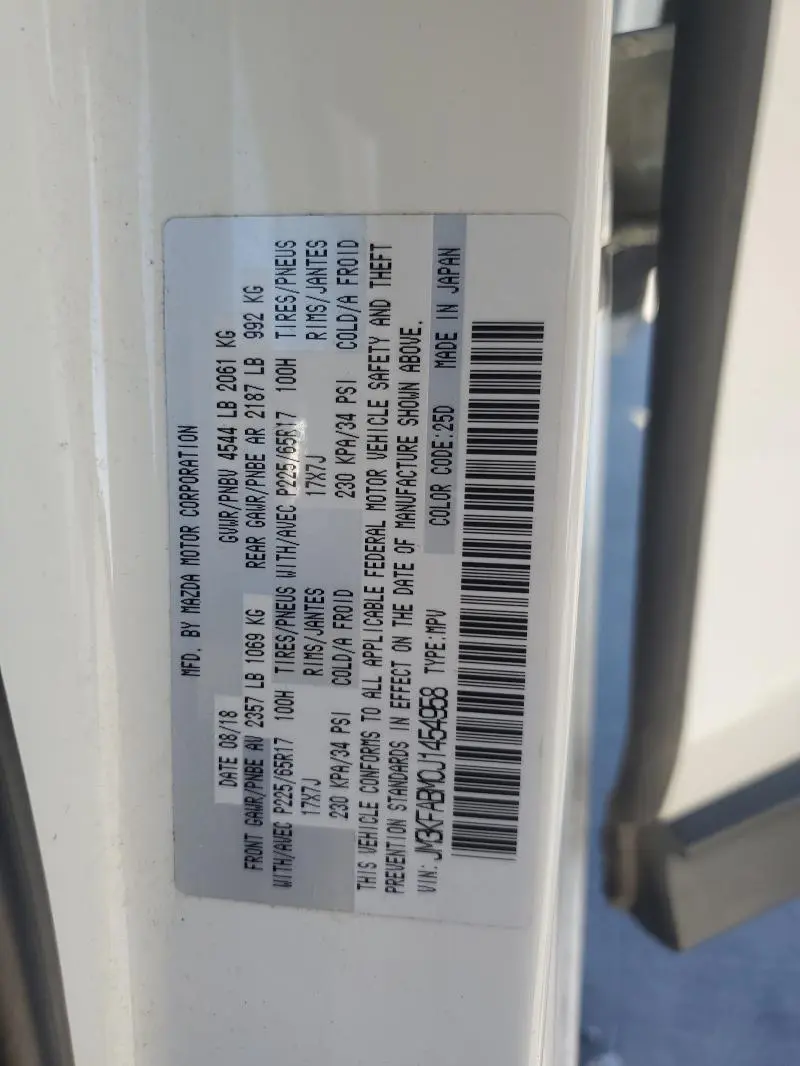 MFD. BY MAZDA MOTOR CORPORATION
DATE 08/18 GVWR/PNBV 4544 LB 2061 KG
FRONT GAWR/PNBE AV 2357 LB 1069 KG REAR GAWR/PNBE AR 2187 LB 992 KG
WITH/AVEC P225/65R17 100H TIRES/PNEUS WITH/AVEC P225/65R17 100H TIRES/PNEUS
17X7J RIMS/JANTES 17X7J RIMS/JANTES
230 KPA/34 PSI COLD/A FROID 230 KPA/34 PSI COLD/A FROID
THIS VEHICLE CONFORMS TO ALL APPLICABLE FEDERAL MOTOR VEHICLE SAFETY AND THEFT
PREVENTION STANDARDS IN EFFECT ON THE DATE OF MANUFACTURE SHOWN ABOVE.
VIN: JM3KFABM0J1454958 TYPE:MPV COLOR CODE:25D MADE IN JAPAN